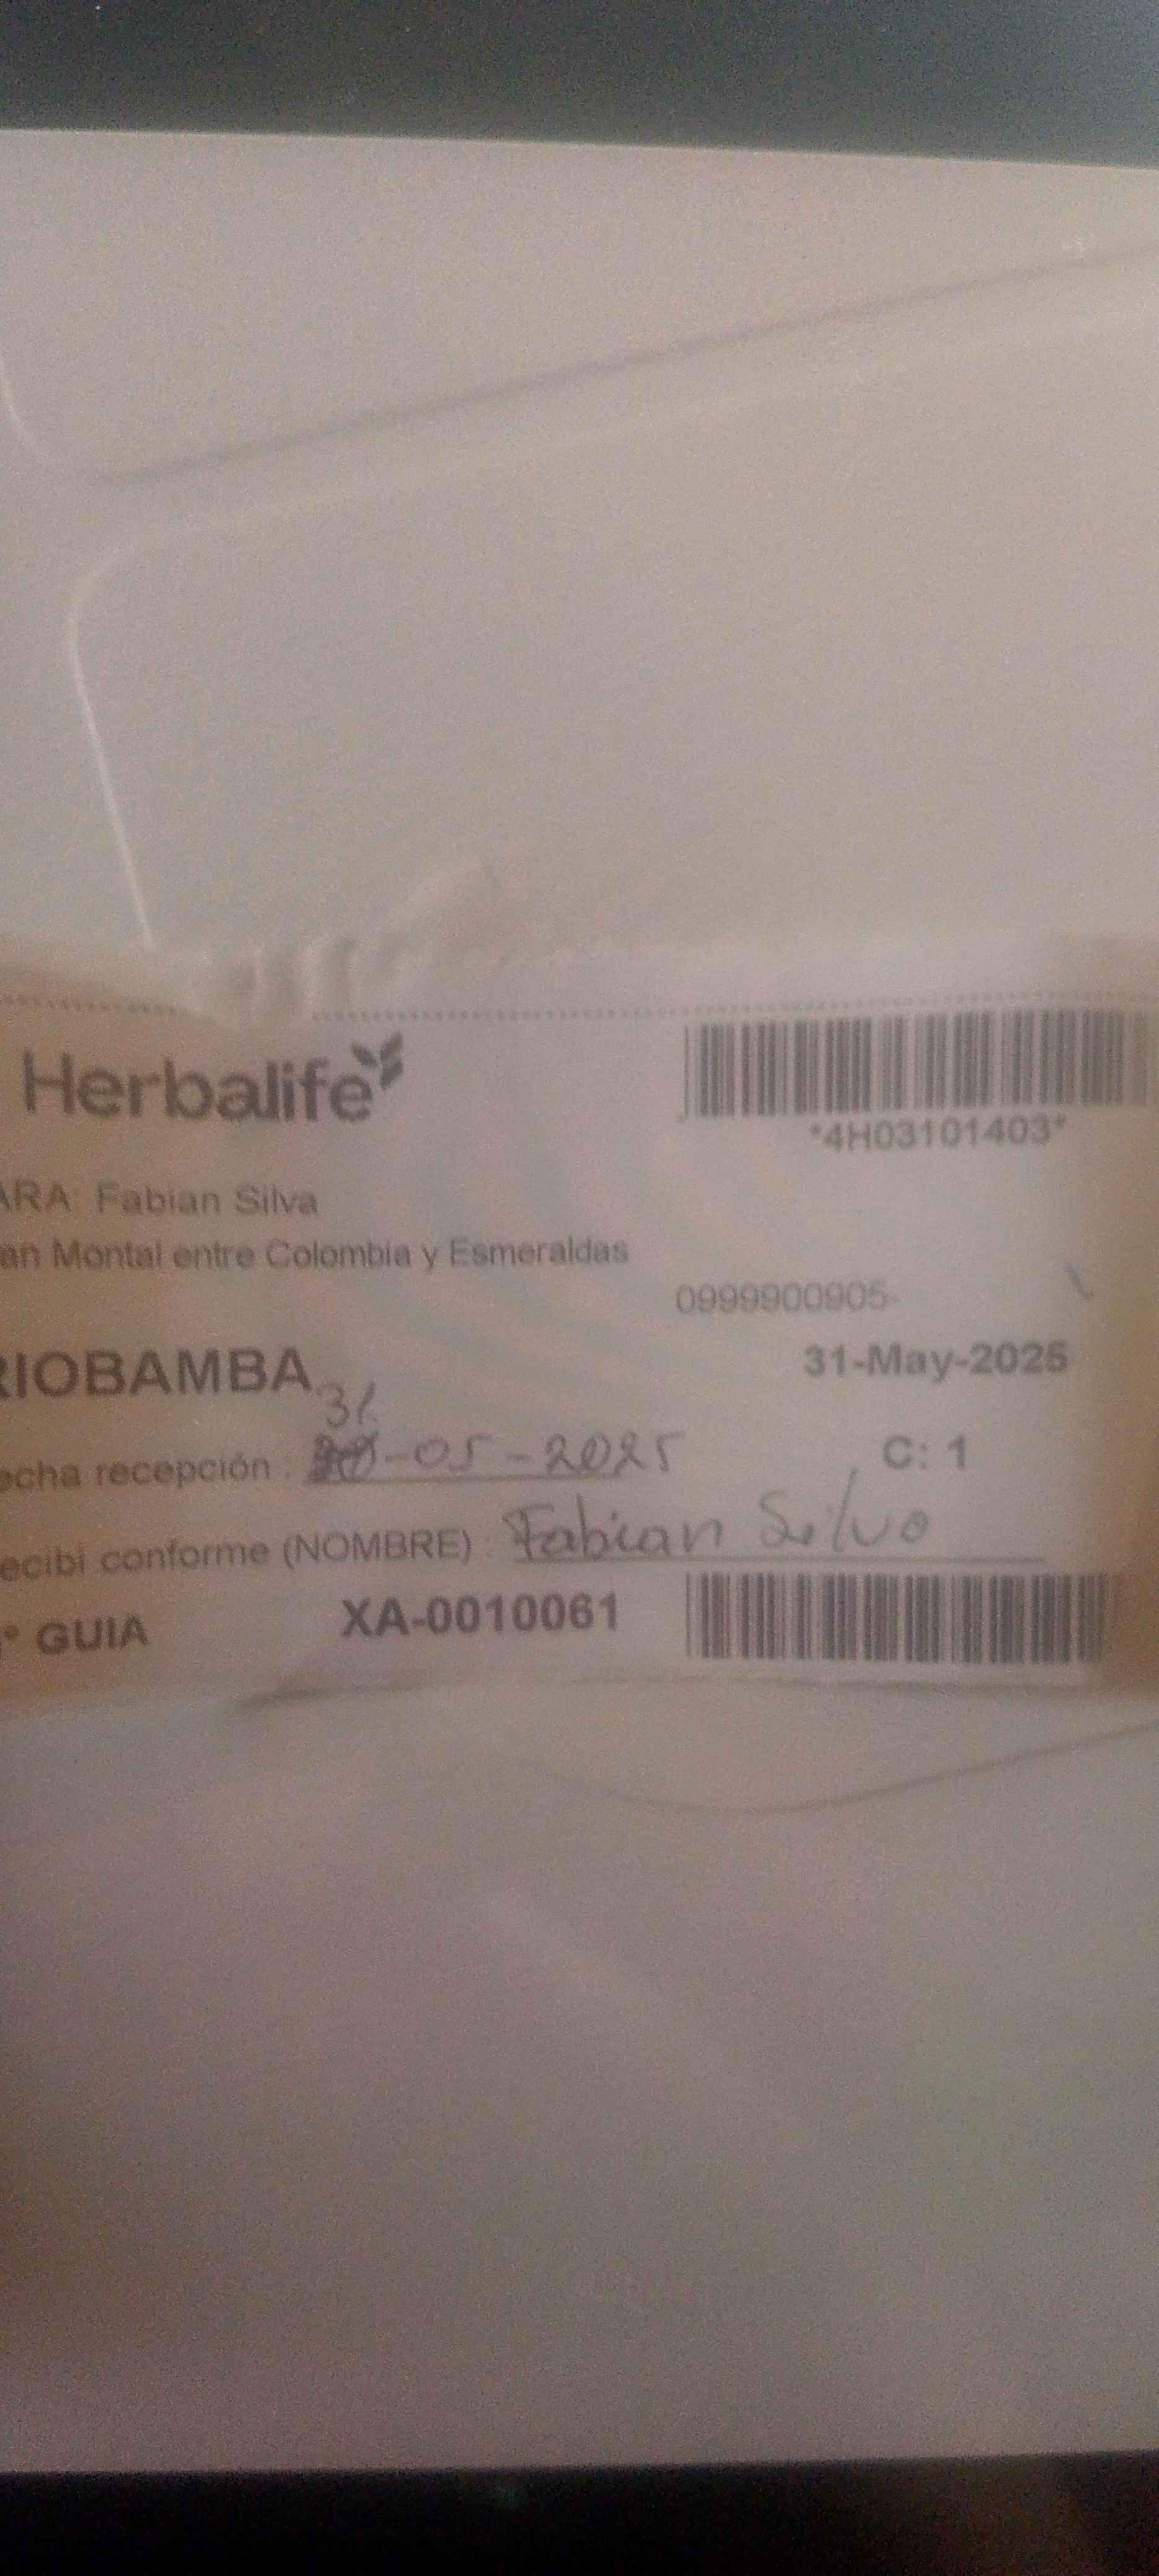 Herbalife
*4H03101403*
ARA Fabian Silva
an Montal entre Colombia y Esmeraldas
0999900905-
RIOBAMBA
31-May-2025
31
-05-2025
echa recepción :
C: 1
ecibi conforme (NOMBRE) : Fabian Silva
° GUIA XA-0010061